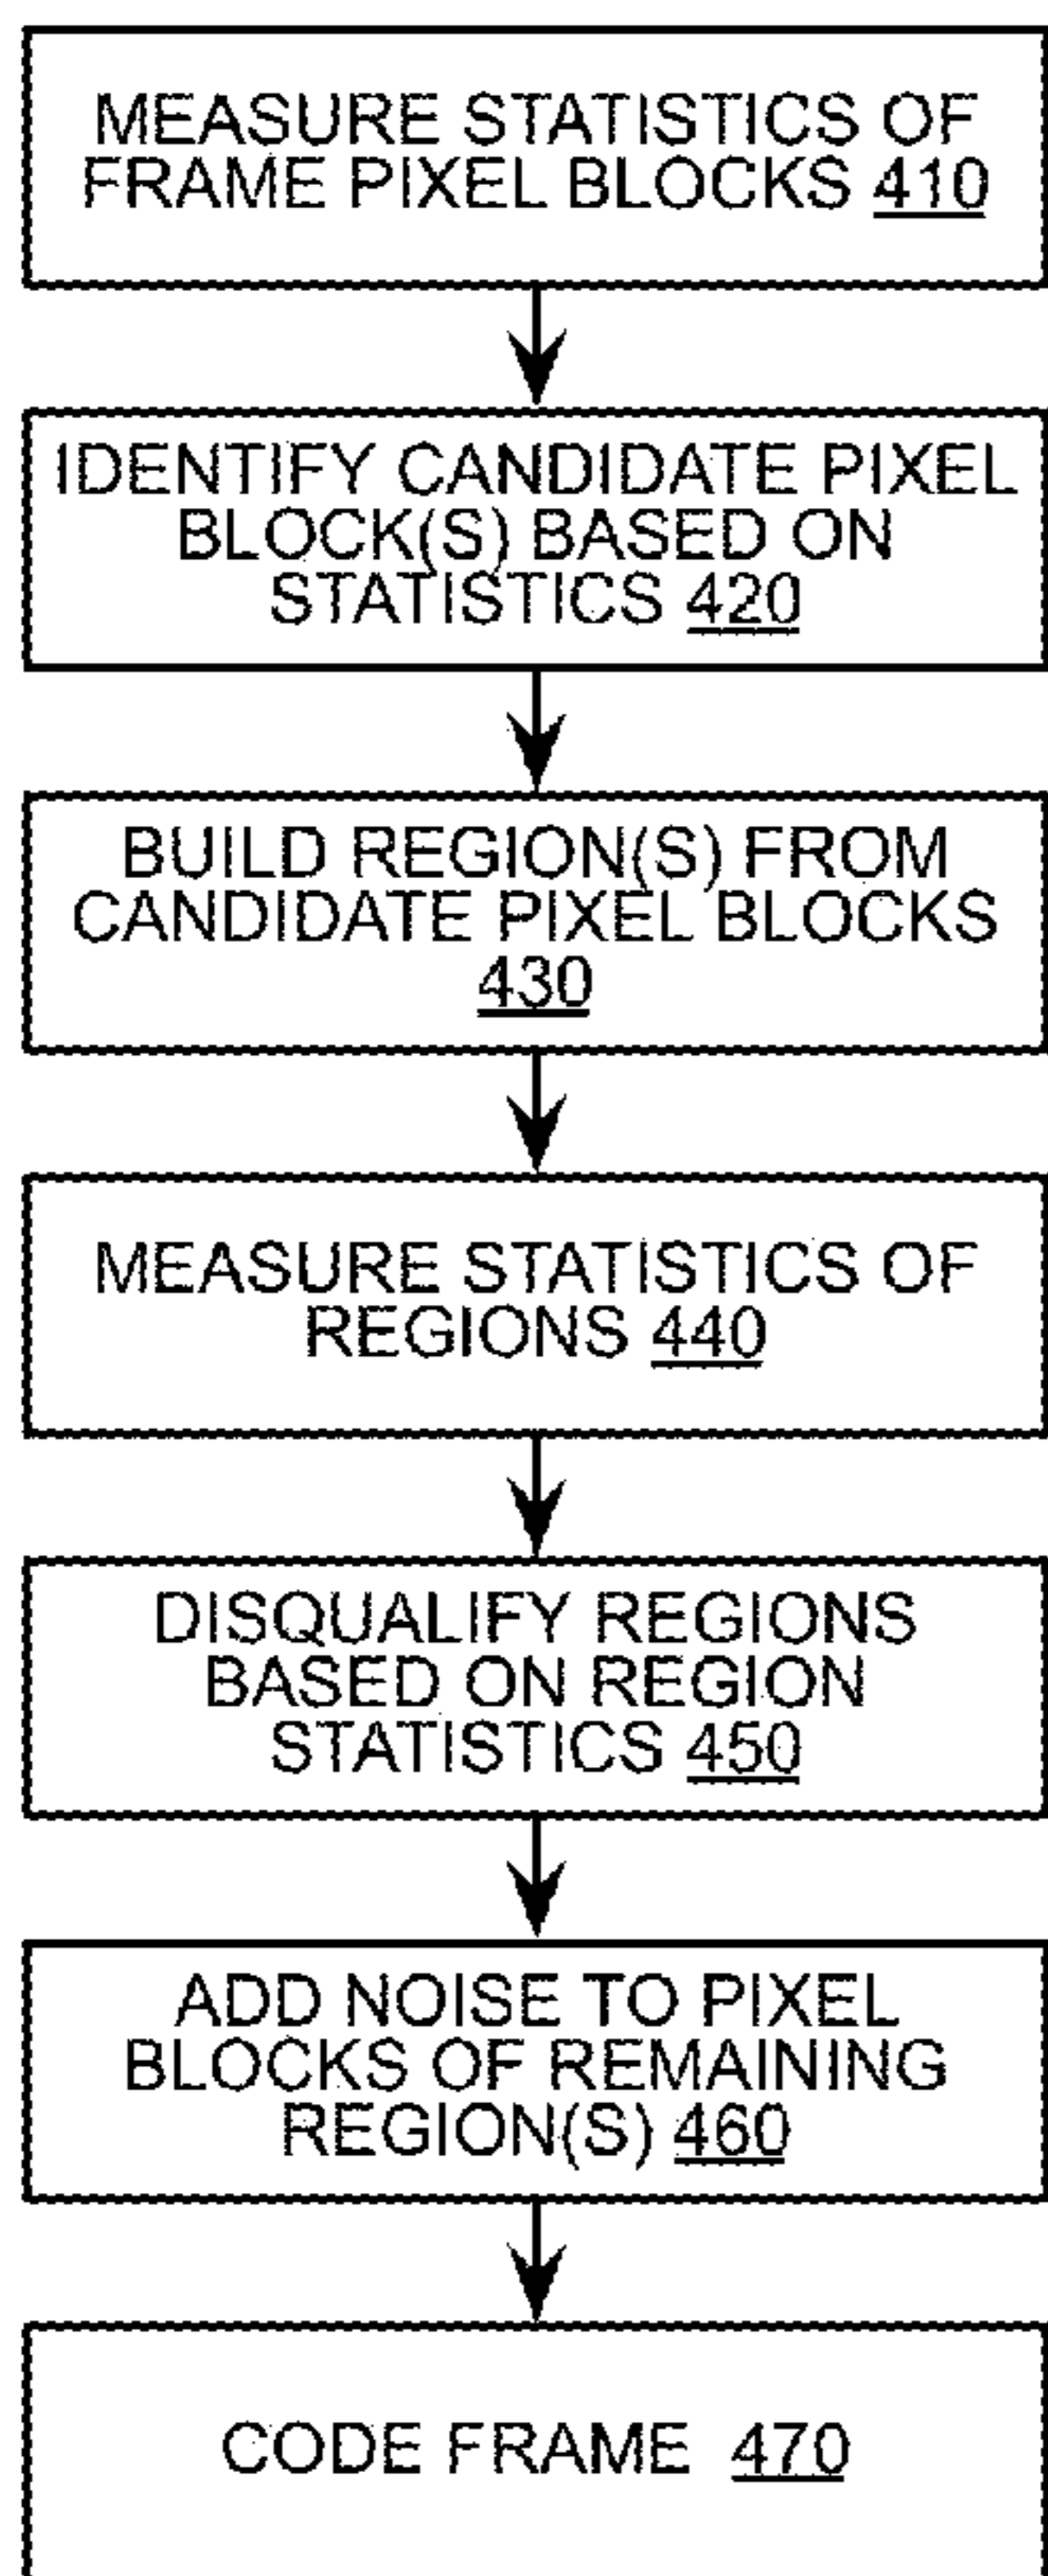 MEASURE STATISTICS OF
FRAME PIXEL BLOCKS 410
IDENTIFY CANDIDATE PIXEL
BLOCK(S) BASED ON
STATISTICS 420
BUILD REGION(S) FROM
CANDIDATE PIXEL BLOCKS
430
MEASURE STATISTICS OF
REGIONS 440
DISQUALIFY REGIONS
BASED ON REGION
STATISTICS 450
ADD NOISE TO PIXEL
BLOCKS OF REMAINING
REGION(S) 460
CODE FRAME 470